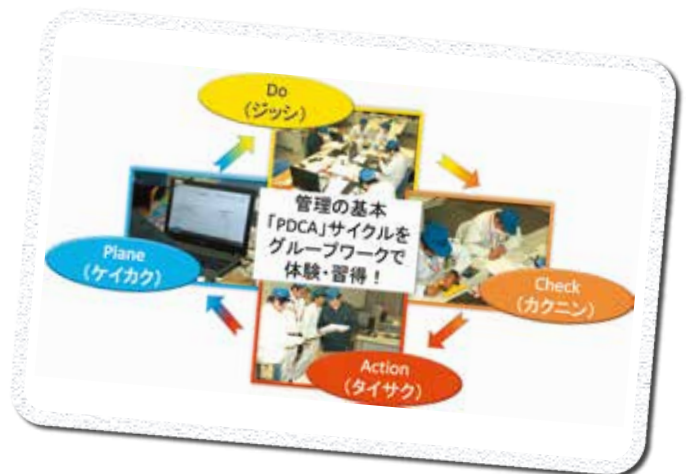 Do
(ジッシ)
管理の基本
「PDCA」サイクルを
グループワークで
体験・習得！
Plane
(ケイカク)
Check
(カクニン)
Action
(タイサク)